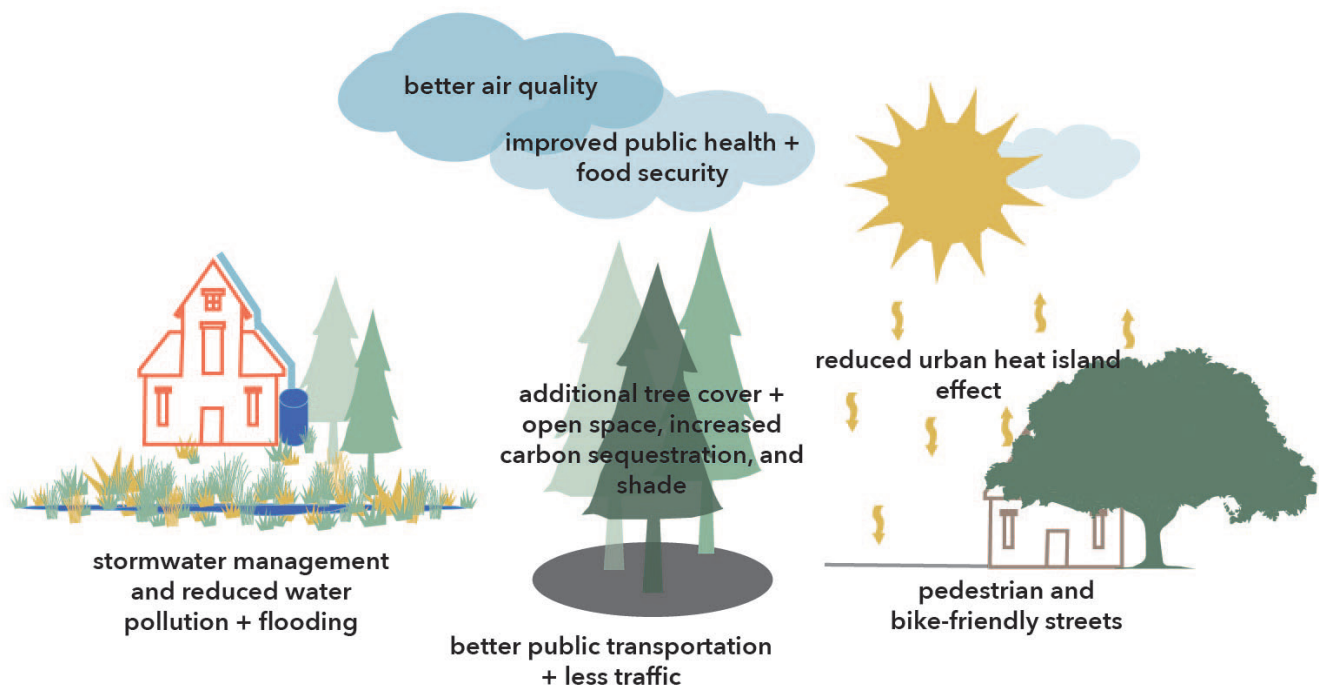 better air quality
improved public health +
food security
reduced urban heat island
effect
additional tree cover +
open space, increased
carbon sequestration, and
shade
stormwater management
and reduced water
pollution + flooding
pedestrian and
bike-friendly streets
better public transportation
+ less traffic